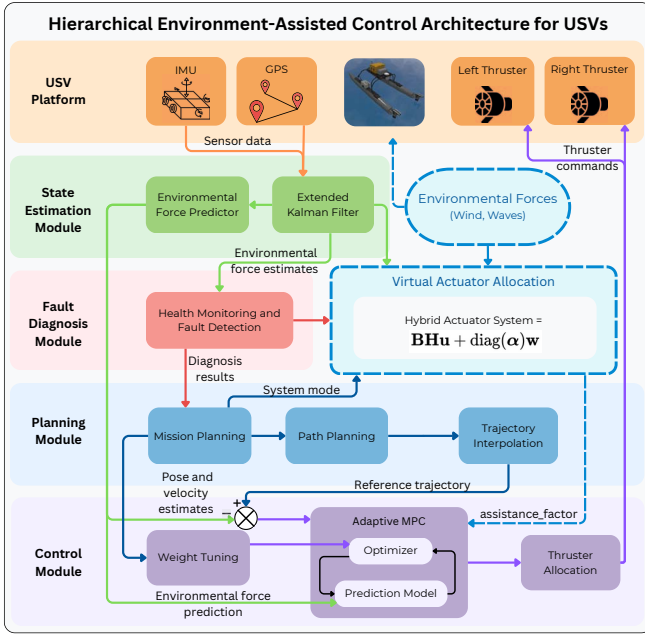 Hierarchical Environment-Assisted Control Architecture for USVs
USV
Platform
IMU
GPS
Left Thruster
Right Thruster
Sensor data
Thruster
commands
State
Estimation
Module
Environmental
Force Predictor
Extended
Kalman Filter
Environmental Forces
(Wind, Waves)
Environmental
force estimates
Virtual Actuator Allocation
Fault
Diagnosis
Module
Health Monitoring and
Fault Detection
Hybrid Actuator System =
BHu + diag(α)w
Diagnosis
results
System mode
Planning
Module
Mission Planning
Path Planning
Trajectory
Interpolation
Pose and
velocity
estimates
Reference trajectory
+
−
Adaptive MPC
assistance_factor
Control
Module
Weight Tuning
Optimizer
Prediction Model
Thruster
Allocation
Environmental force
prediction